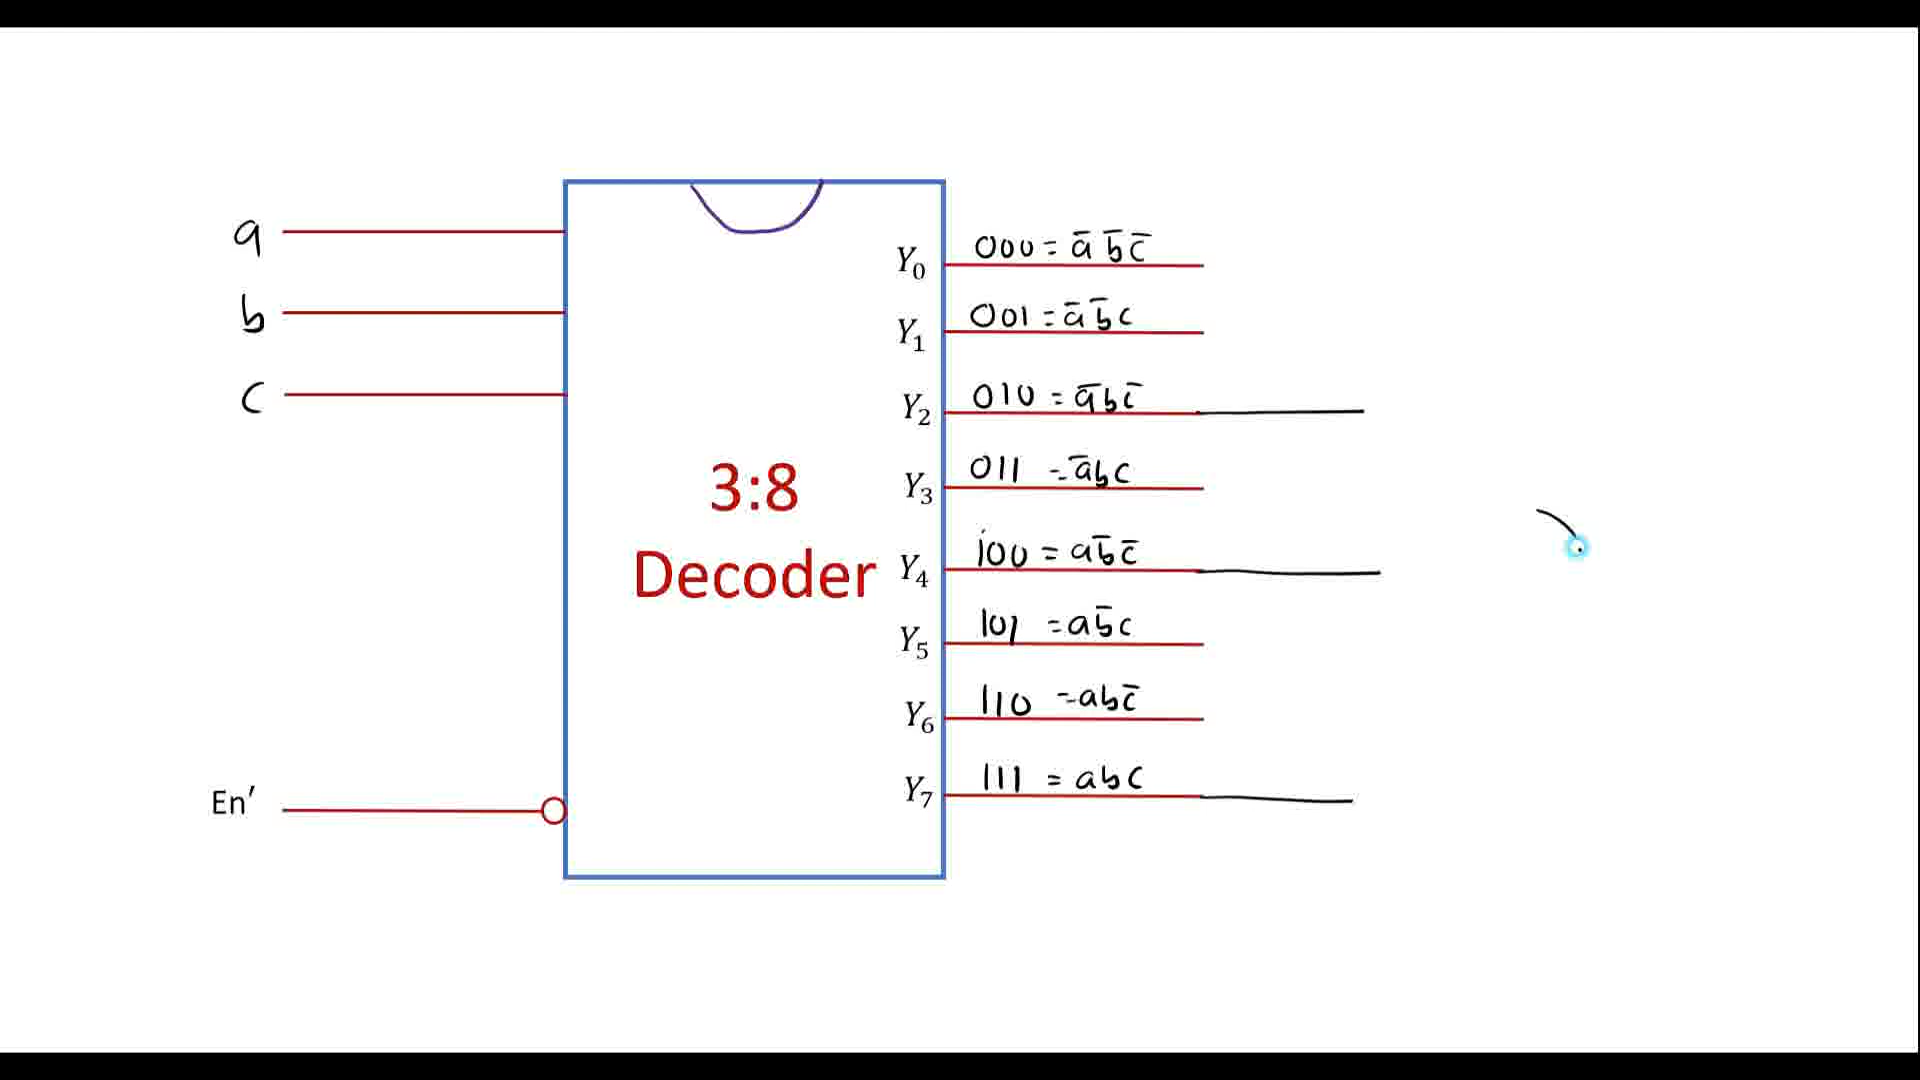 a
b
c
En′
3:8
Decoder
Y₀ 000 = a̅ b̅ c̅
Y₁ 001 = a̅ b̅ c
Y₂ 010 = a̅ b c̅
Y₃ 011 = a̅ b c
Y₄ 100 = a b̅ c̅
Y₅ 101 = a b̅ c
Y₆ 110 = a b c̅
Y₇ 111 = a b c